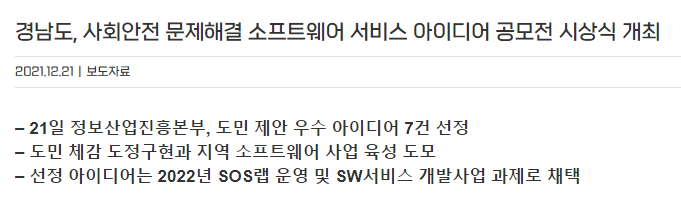 경남도, 사회안전 문제해결 소프트웨어 서비스 아이디어 공모전 시상식 개최
2021.12.21 | 보도자료
– 21일 정보산업진흥본부, 도민 제안 우수 아이디어 7건 선정
– 도민 체감 도정구현과 지역 소프트웨어 사업 육성 도모
– 선정 아이디어는 2022년 SOS랩 운영 및 SW서비스 개발사업 과제로 채택